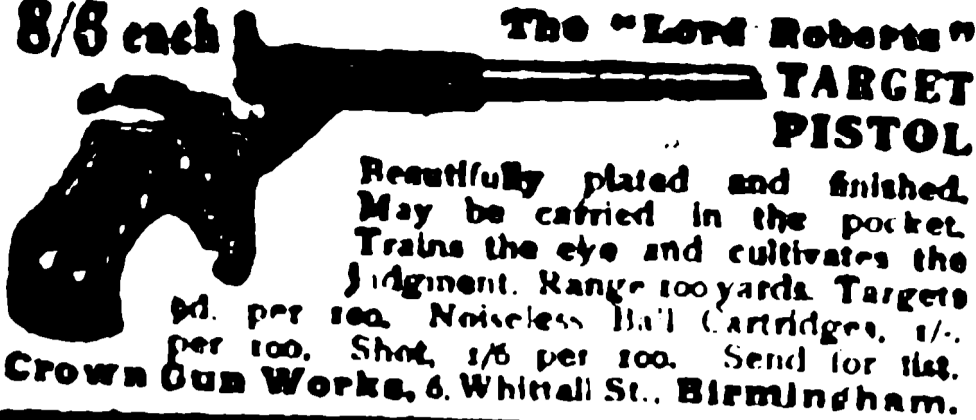 8/6 each
The "Lord Roberts"
TARGET
PISTOL
Beautifully plated and finished.
May be carried in the pocket.
Trains the eye and cultivates the
judgment. Range 100 yards. Targets
per 100. Noiseless Ball Cartridges, 1/-.
per 100. Shot, 1/6 per 100. Send for list.
Crown Gun Works, 6, Whittall St., Birmingham.